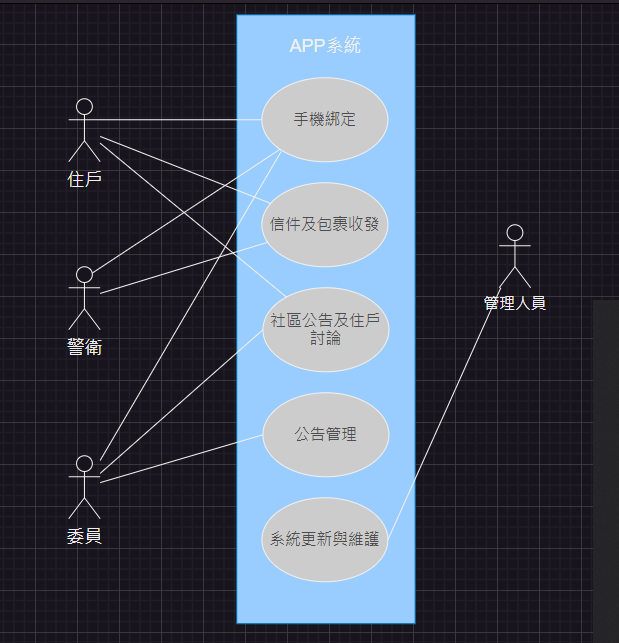 APP系統
手機綁定
住戶
信件及包裹收發
管理人員
警衛
社區公告及住戶
討論
公告管理
委員
系統更新與維護